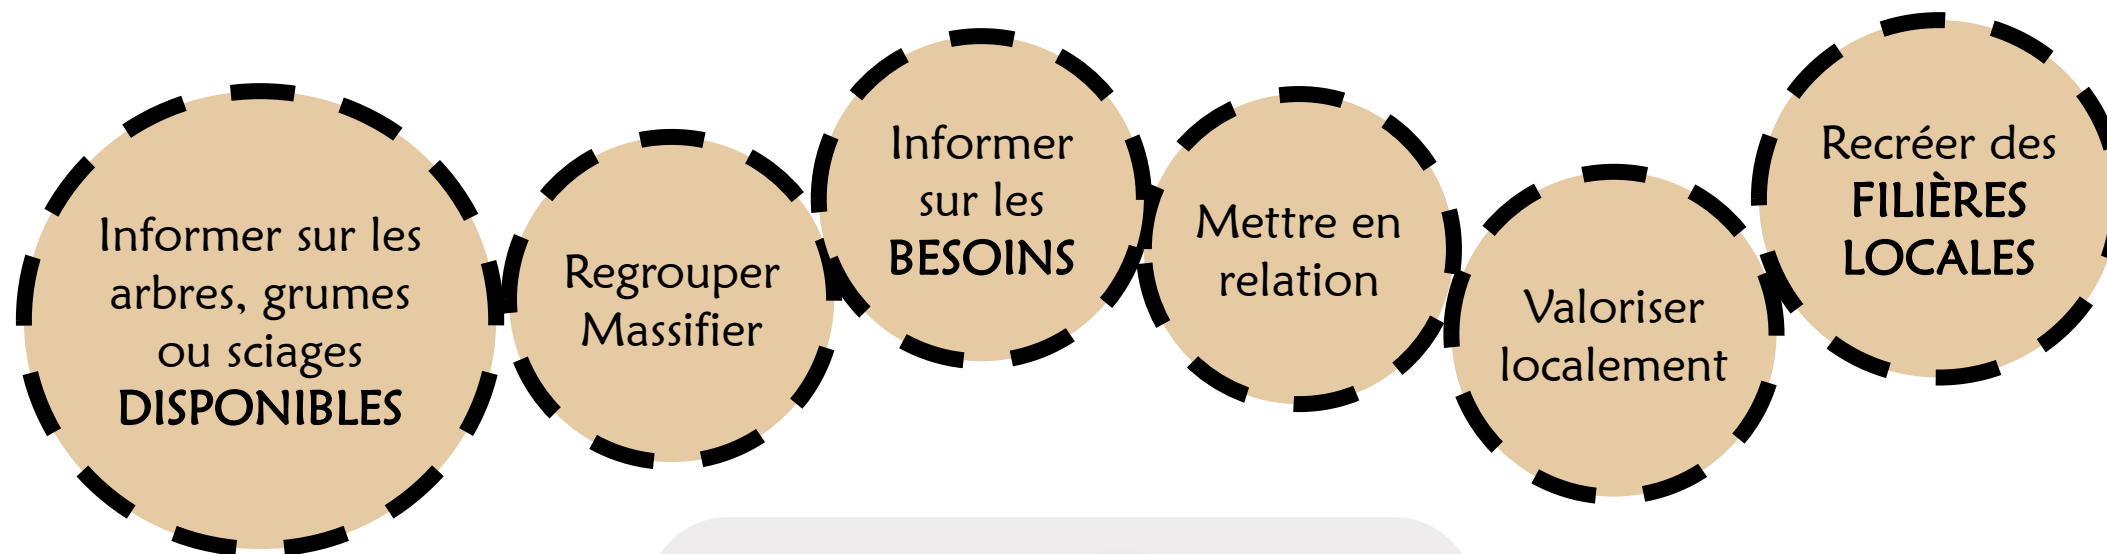 Informer sur les
arbres, grumes
ou sciages
DISPONIBLES
Regrouper
Massifier
Informer
sur les
BESOINS
Mettre en
relation
Valoriser
localement
Recréer des
FILIÈRES
LOCALES